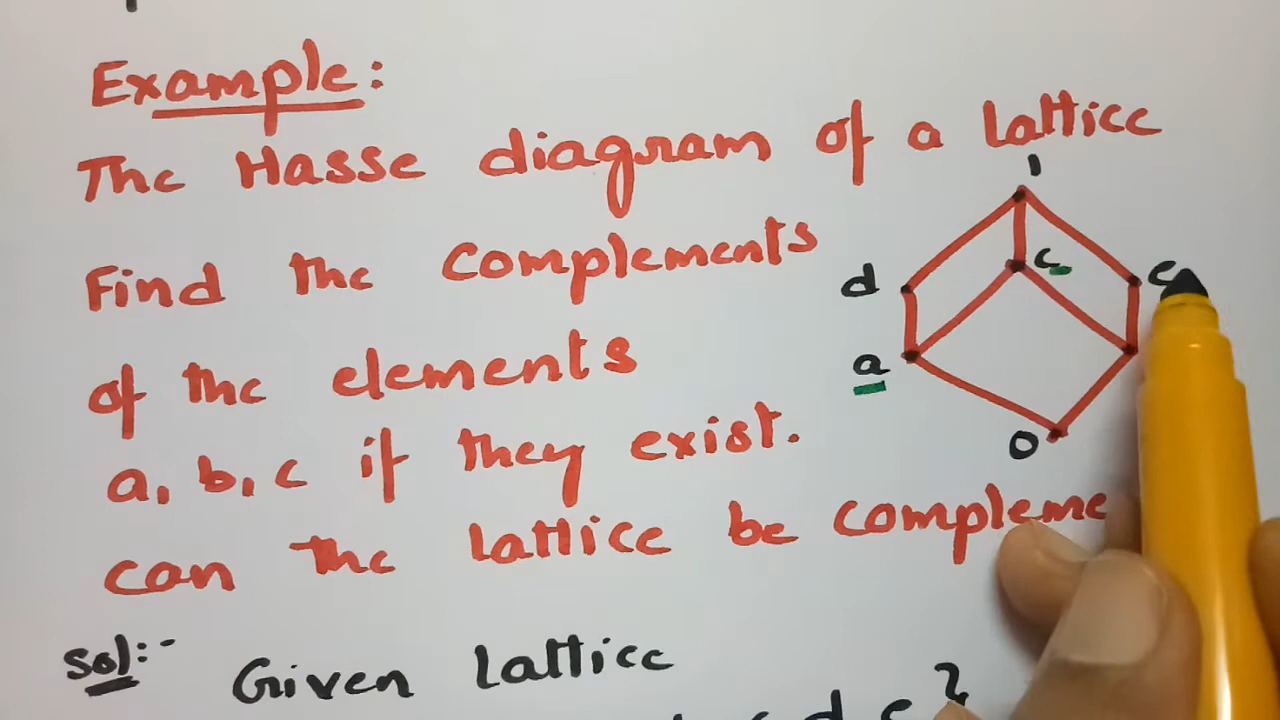 Example:
The Hasse diagram of a lattice
1
Find the complements
c
d
of the elements
a
a, b, c if they exist.
0
can the lattice be
Sol:-
Given lattice
d e }